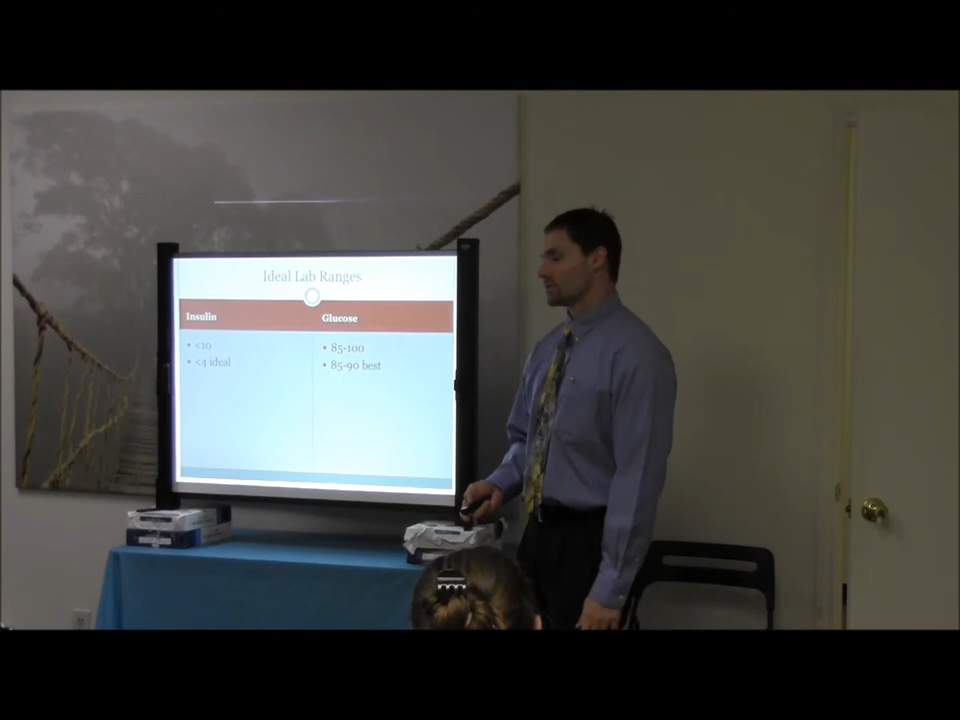 Ideal Lab Ranges
Insulin
Glucose
• <10
• <4 ideal
• 85-100
• 85-90 best